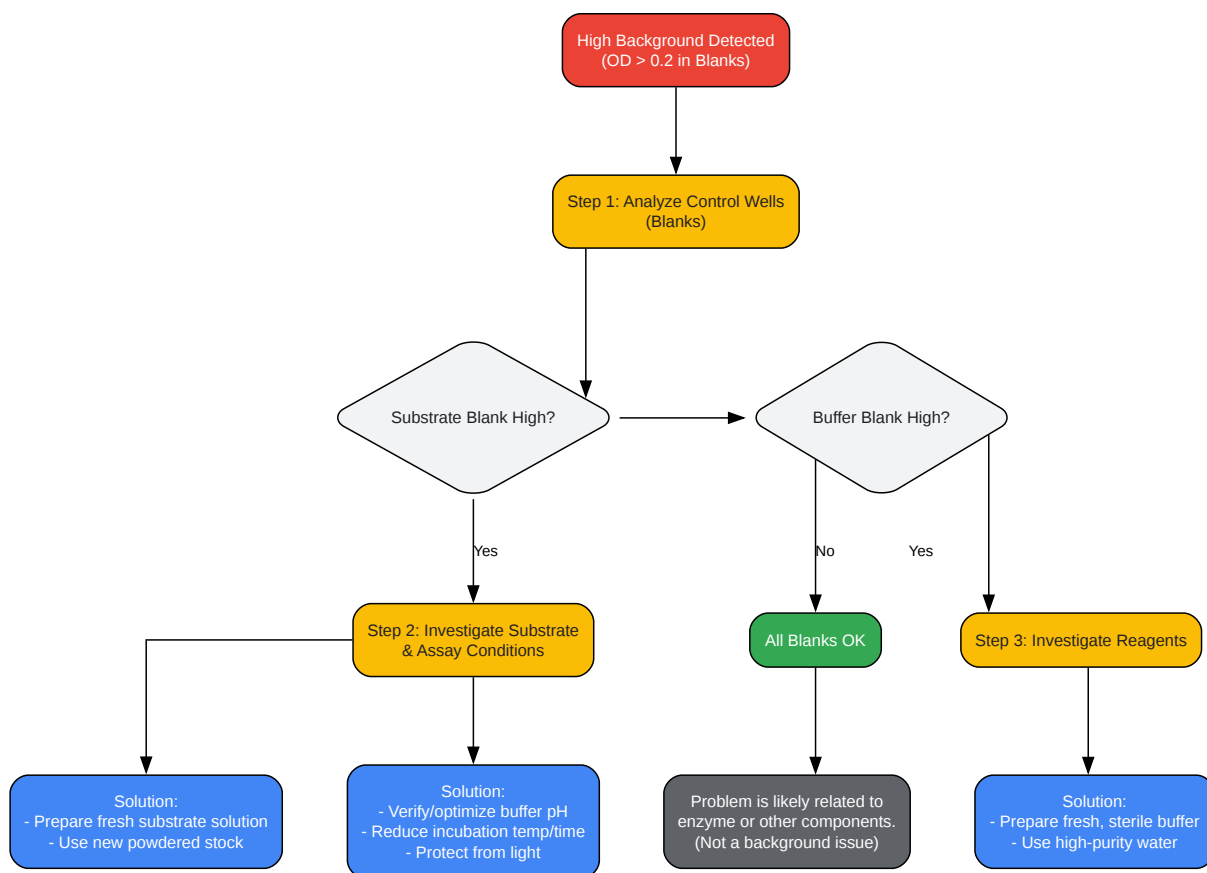 High Background Detected
(OD > 0.2 in Blanks)
Step 1: Analyze Control Wells
(Blanks)
Substrate Blank High?
Buffer Blank High?
Yes
No
Yes
Step 2: Investigate Substrate
& Assay Conditions
All Blanks OK
Step 3: Investigate Reagents
Solution:
- Prepare fresh substrate solution
- Use new powdered stock
Solution:
- Verify/optimize buffer pH
- Reduce incubation temp/time
- Protect from light
Problem is likely related to
enzyme or other components.
(Not a background issue)
Solution:
- Prepare fresh, sterile buffer
- Use high-purity water